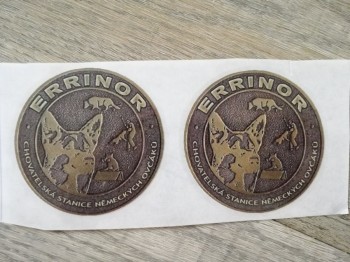 ERRINOR
CHOVATELSKÁ STANICE NĚMECKÝCH OVČÁKŮ
ERRINOR
CHOVATELSKÁ STANICE NĚMECKÝCH OVČÁKŮ